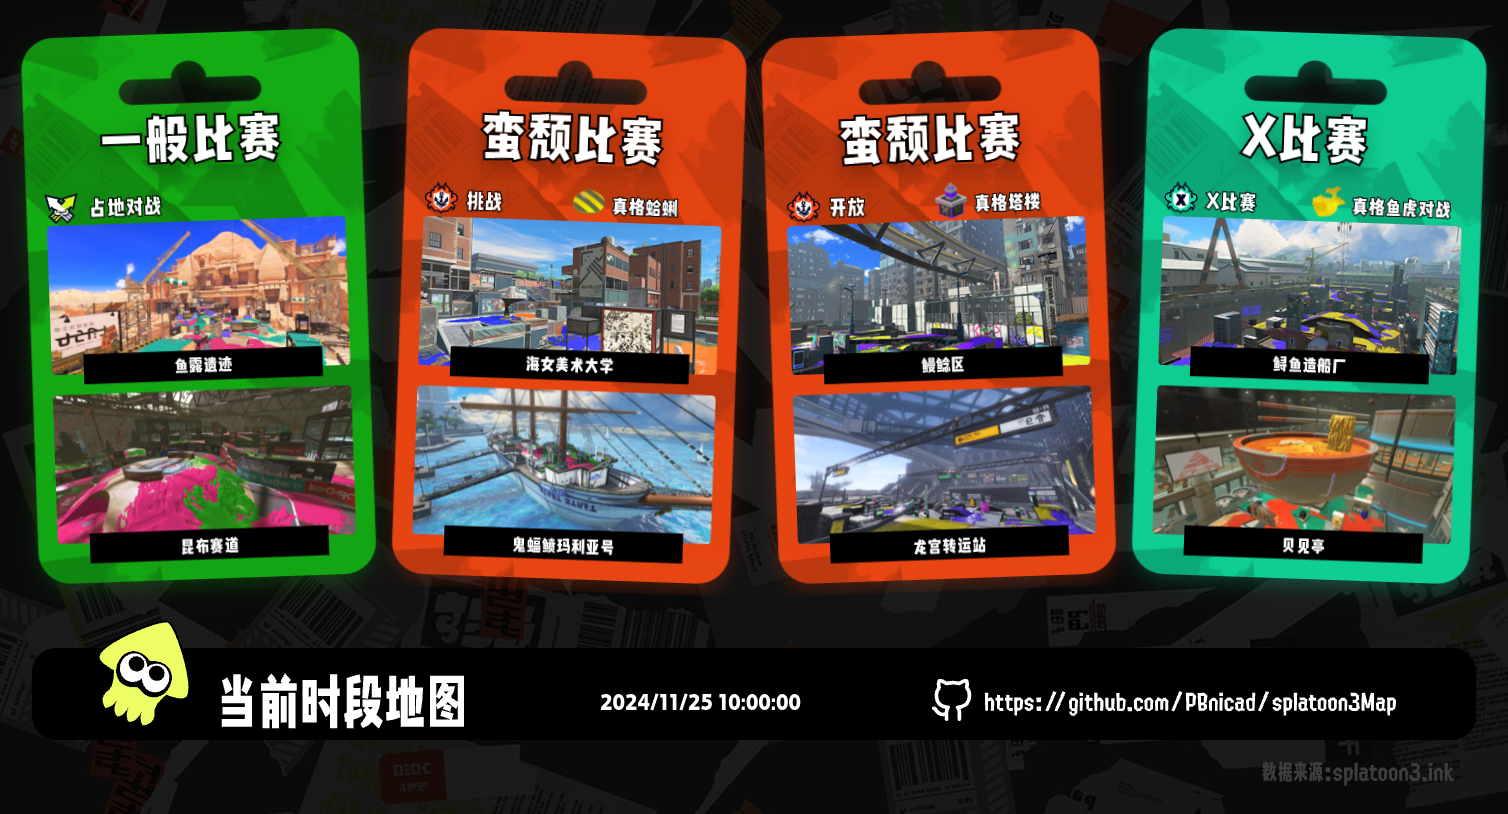 一般比赛
占地对战
鱼露遗迹
昆布赛道
蛮颓比赛
挑战
真格蛤蜊
海女美术大学
鬼蝠鲼玛利亚号
蛮颓比赛
开放
真格塔楼
鳗鲶区
龙宫转运站
X比赛
X比赛
真格鱼虎对战
鲟鱼造船厂
贝见亭
当前时段地图
2024/11/25 10:00:00
https://github.com/PBnicad/splatoon3Map
数据来源:splatoon3.ink